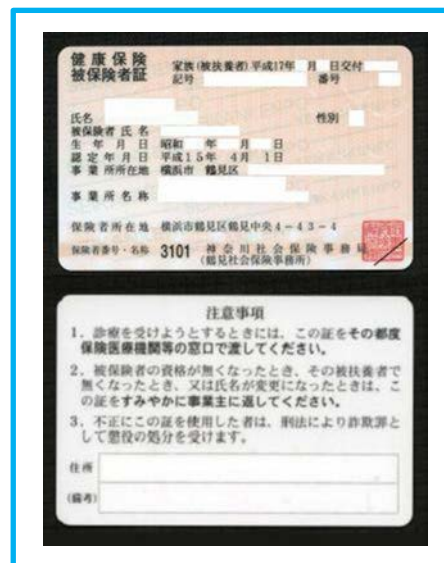 健康保険 家族(被扶養者)平成17年 月 日交付
被保険者証 記号 番号
氏名 性別
被保険者氏名
生年月日 昭和 年 月 日
認定年月日 平成15年 4月 1日
事業所所在地 横浜市 鶴見区
事業所名称
保険者所在地 横浜市鶴見区鶴見中央4-43-4
保険者番号・名称 3101 神奈川社会保険事務局
(鶴見社会保険事務所)
注意事項
1. 診療を受けようとするときには、この証をその都度
保険医療機関等の窓口で渡してください。
2. 被保険者の資格が無くなったとき、その被扶養者で
無くなったとき、又は氏名が変更になったときは、こ
の証をすみやかに事業主に返してください。
3. 不正にこの証を使用した者は、刑法により詐欺罪と
して懲役の処分を受けます。
住所
(備考)